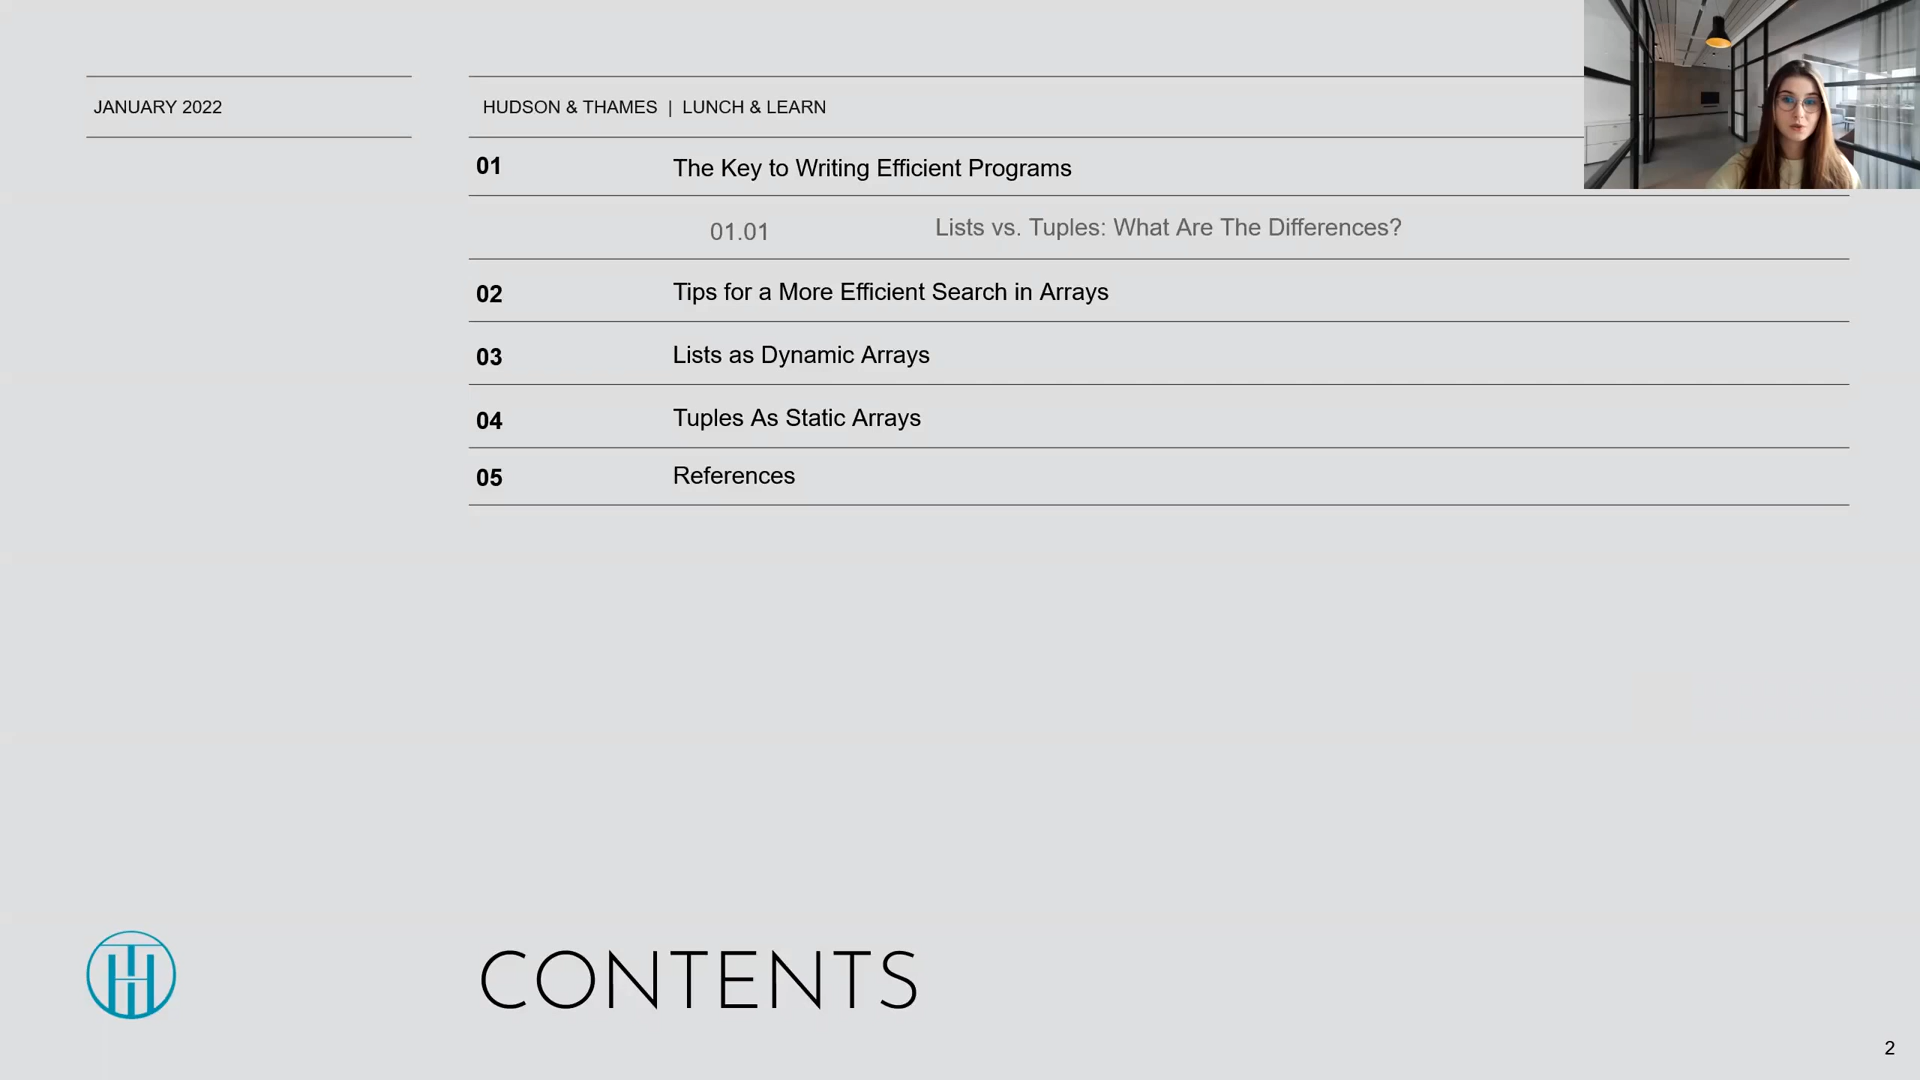 JANUARY 2022
HUDSON & THAMES | LUNCH & LEARN
01 The Key to Writing Efficient Programs
01.01 Lists vs. Tuples: What Are The Differences?
02 Tips for a More Efficient Search in Arrays
03 Lists as Dynamic Arrays
04 Tuples As Static Arrays
05 References
CONTENTS
2